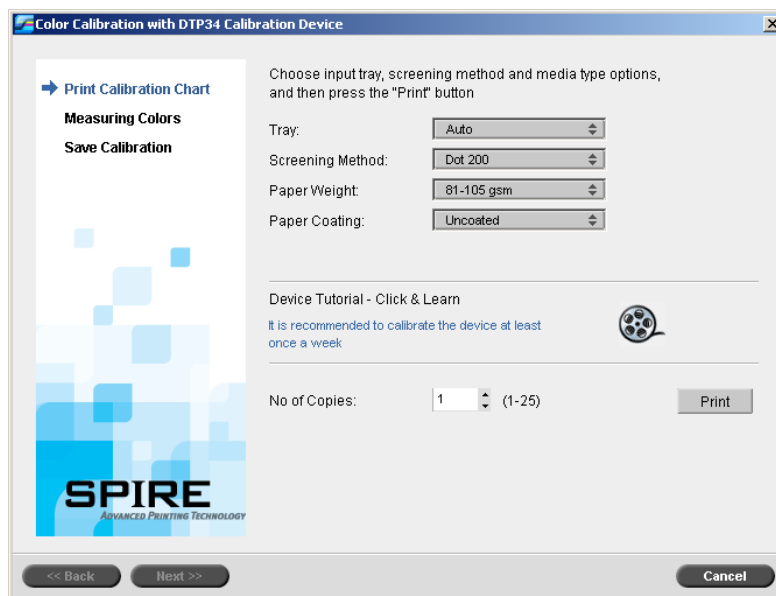 Color Calibration with DTP34 Calibration Device
Print Calibration Chart
Measuring Colors
Save Calibration
Choose input tray, screening method and media type options,
and then press the "Print" button
Tray: Auto
Screening Method: Dot 200
Paper Weight: 81-105 gsm
Paper Coating: Uncoated
Device Tutorial - Click & Learn
It is recommended to calibrate the device at least
once a week
No of Copies: 1 (1-25) Print
SPIRE
ADVANCED PRINTING TECHNOLOGY
<< Back Next >> Cancel